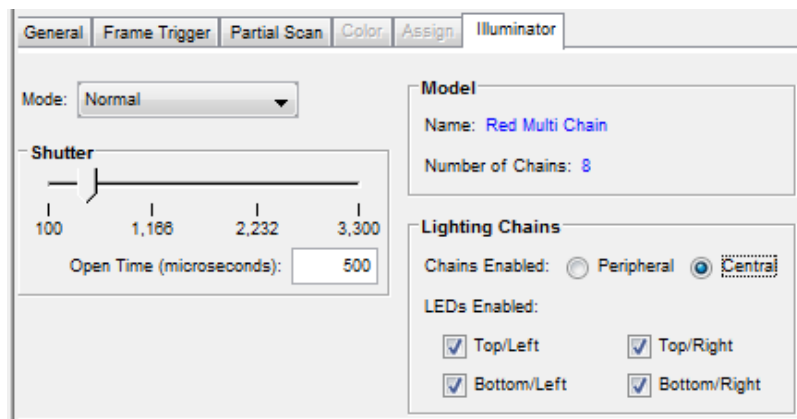 General Frame Trigger Partial Scan Color Assign Illuminator
Mode: Normal
Shutter
100 1,166 2,232 3,300
Open Time (microseconds): 500
Model
Name: Red Multi Chain
Number of Chains: 8
Lighting Chains
Chains Enabled: Peripheral Central
LEDs Enabled:
Top/Left Top/Right
Bottom/Left Bottom/Right